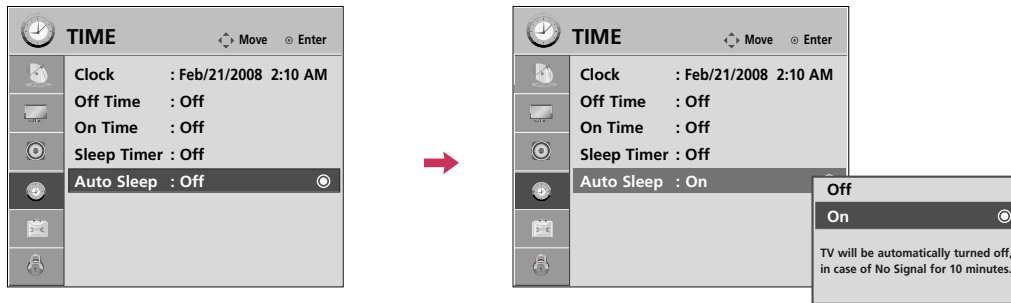 TIME
Move Enter
Clock : Feb/21/2008 2:10 AM
Off Time : Off
On Time : Off
Sleep Timer : Off
Auto Sleep : Off
TIME
Move Enter
Clock : Feb/21/2008 2:10 AM
Off Time : Off
On Time : Off
Sleep Timer : Off
Auto Sleep : On
Off
On
TV will be automatically turned off,
in case of No Signal for 10 minutes.